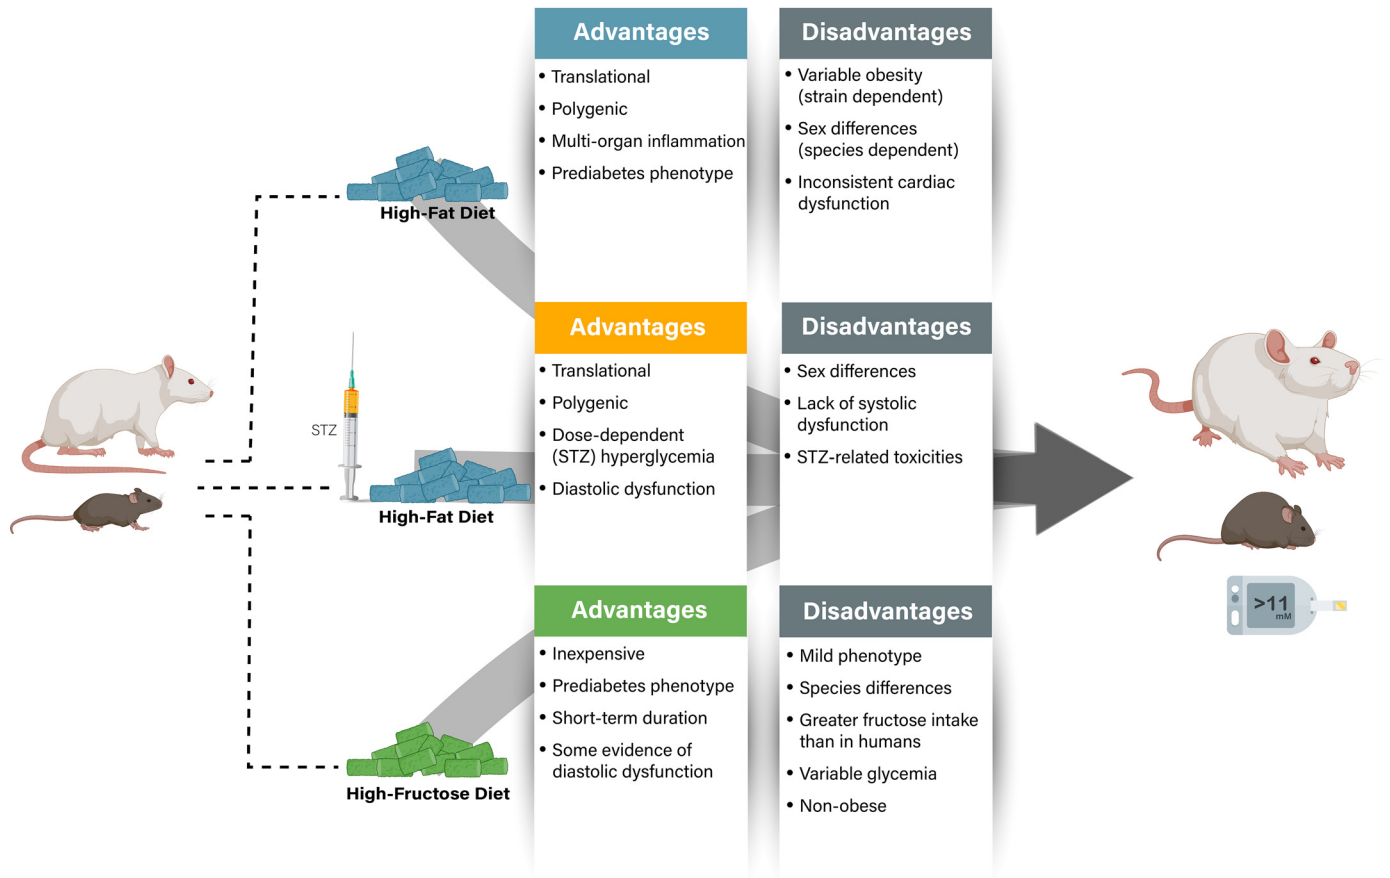 Advantages
• Translational
• Polygenic
• Multi-organ inflammation
• Prediabetes phenotype
Disadvantages
• Variable obesity
(strain dependent)
• Sex differences
(species dependent)
• Inconsistent cardiac
dysfunction
High-Fat Diet
STZ
High-Fat Diet
Advantages
• Translational
• Polygenic
• Dose-dependent
(STZ) hyperglycemia
• Diastolic dysfunction
Disadvantages
• Sex differences
• Lack of systolic
dysfunction
• STZ-related toxicities
High-Fructose Diet
Advantages
• Inexpensive
• Prediabetes phenotype
• Short-term duration
• Some evidence of
diastolic dysfunction
Disadvantages
• Mild phenotype
• Species differences
• Greater fructose intake
than in humans
• Variable glycemia
• Non-obese
>11
mM